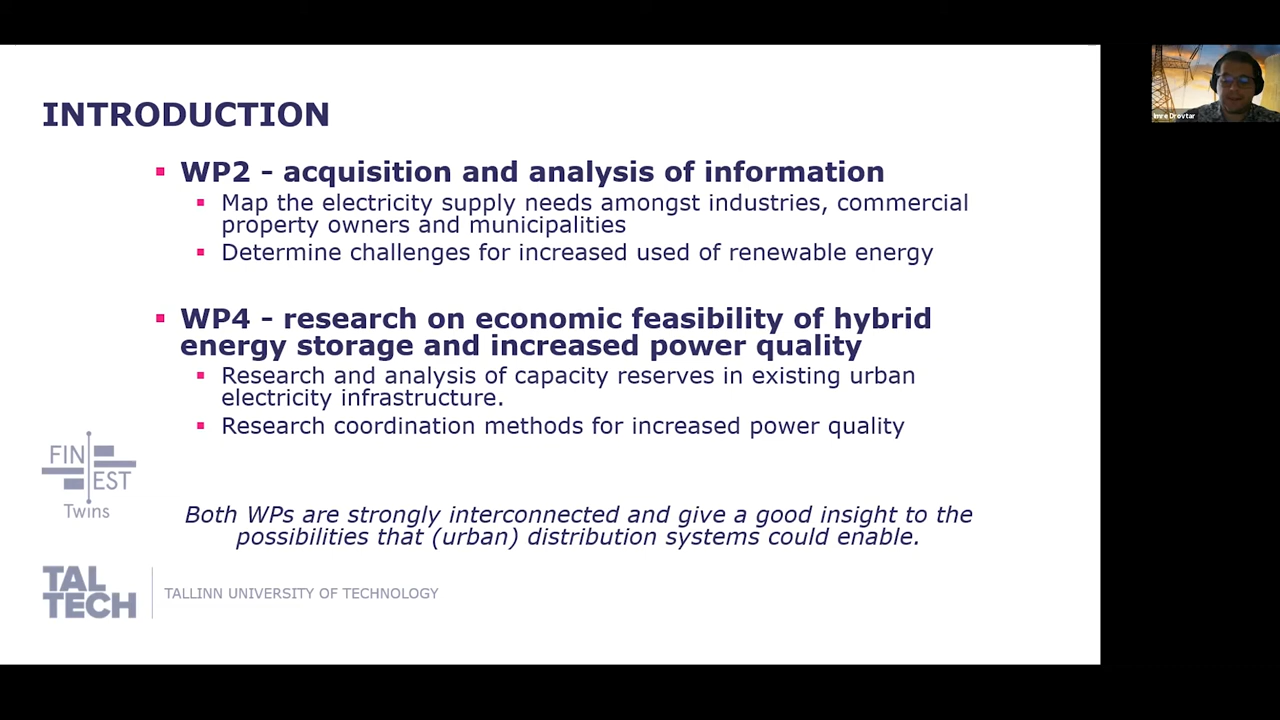 INTRODUCTION
WP2 - acquisition and analysis of information
Map the electricity supply needs amongst industries, commercial
property owners and municipalities
Determine challenges for increased used of renewable energy
WP4 - research on economic feasibility of hybrid
energy storage and increased power quality
Research and analysis of capacity reserves in existing urban
electricity infrastructure.
Research coordination methods for increased power quality
FIN
EST
Twins
Both WPs are strongly interconnected and give a good insight to the
possibilities that (urban) distribution systems could enable.
TAL
TECH
TALLINN UNIVERSITY OF TECHNOLOGY
Imre Drovtar